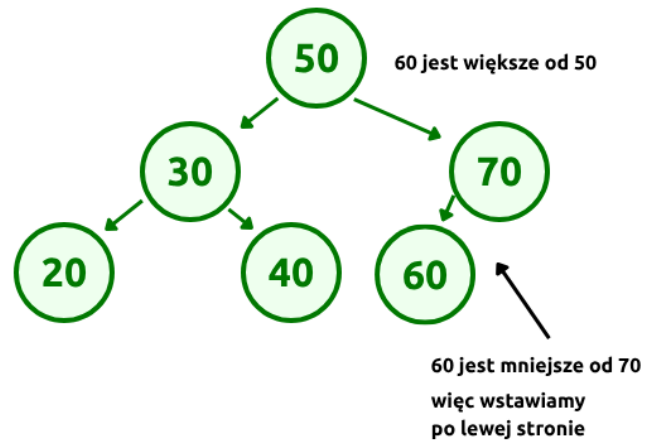 50
60 jest większe od 50
30
70
20
40
60
60 jest mniejsze od 70
więc wstawiamy
po lewej stronie